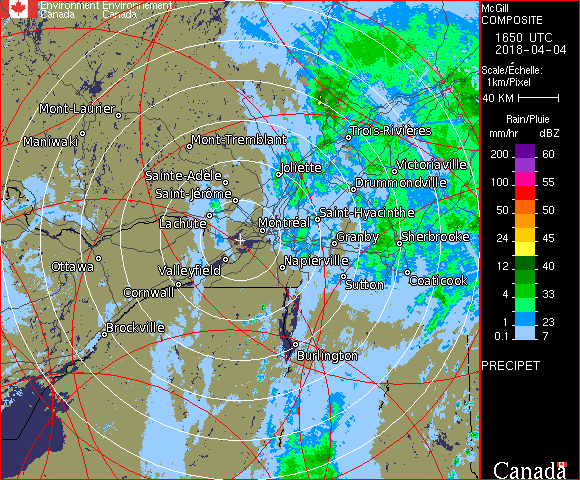 Environment Environnement
Canada Canada
McGill
COMPOSITE
1650 UTC
2018-04-04
Scale/Échelle:
1km/Pixel
40 KM
Rain/Pluie
mm/hr dBZ
200 60
100 55
50 50
24 45
12 40
4 33
1 23
0.1 7
PRECIPET
Canada
Mont-Laurier
Maniwaki
Mont-Tremblant
Trois-Rivières
Joliette
Victoriaville
Sainte-Adèle
Drummondville
Saint-Jérôme
Saint-Hyacinthe
Lachute
Montréal
Granby
Sherbrooke
Ottawa
Valleyfield
Napierville
Coaticook
Sutton
Cornwall
Brockville
Burlington